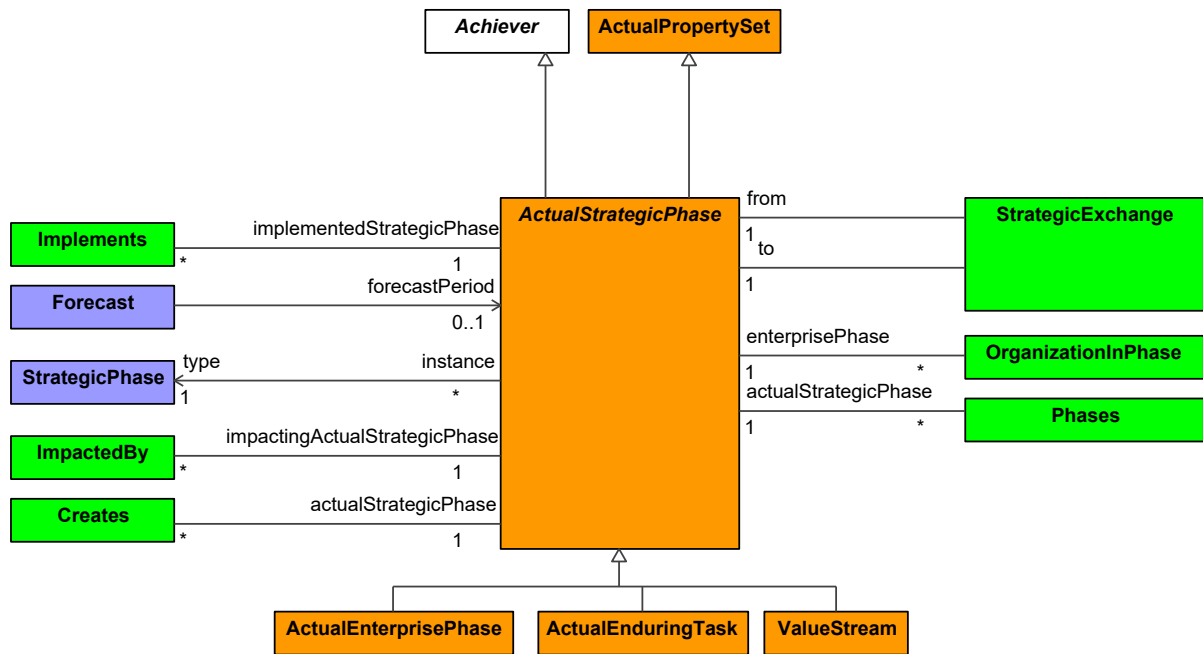 Achiever
ActualPropertySet
ActualStrategicPhase
Implements
*
implementedStrategicPhase
1
Forecast
forecastPeriod
0..1
StrategicPhase
type
1
instance
*
ImpactedBy
*
impactingActualStrategicPhase
1
Creates
*
actualStrategicPhase
1
from
1
to
1
StrategicExchange
enterprisePhase
1
*
OrganizationInPhase
actualStrategicPhase
1
*
Phases
ActualEnterprisePhase
ActualEnduringTask
ValueStream